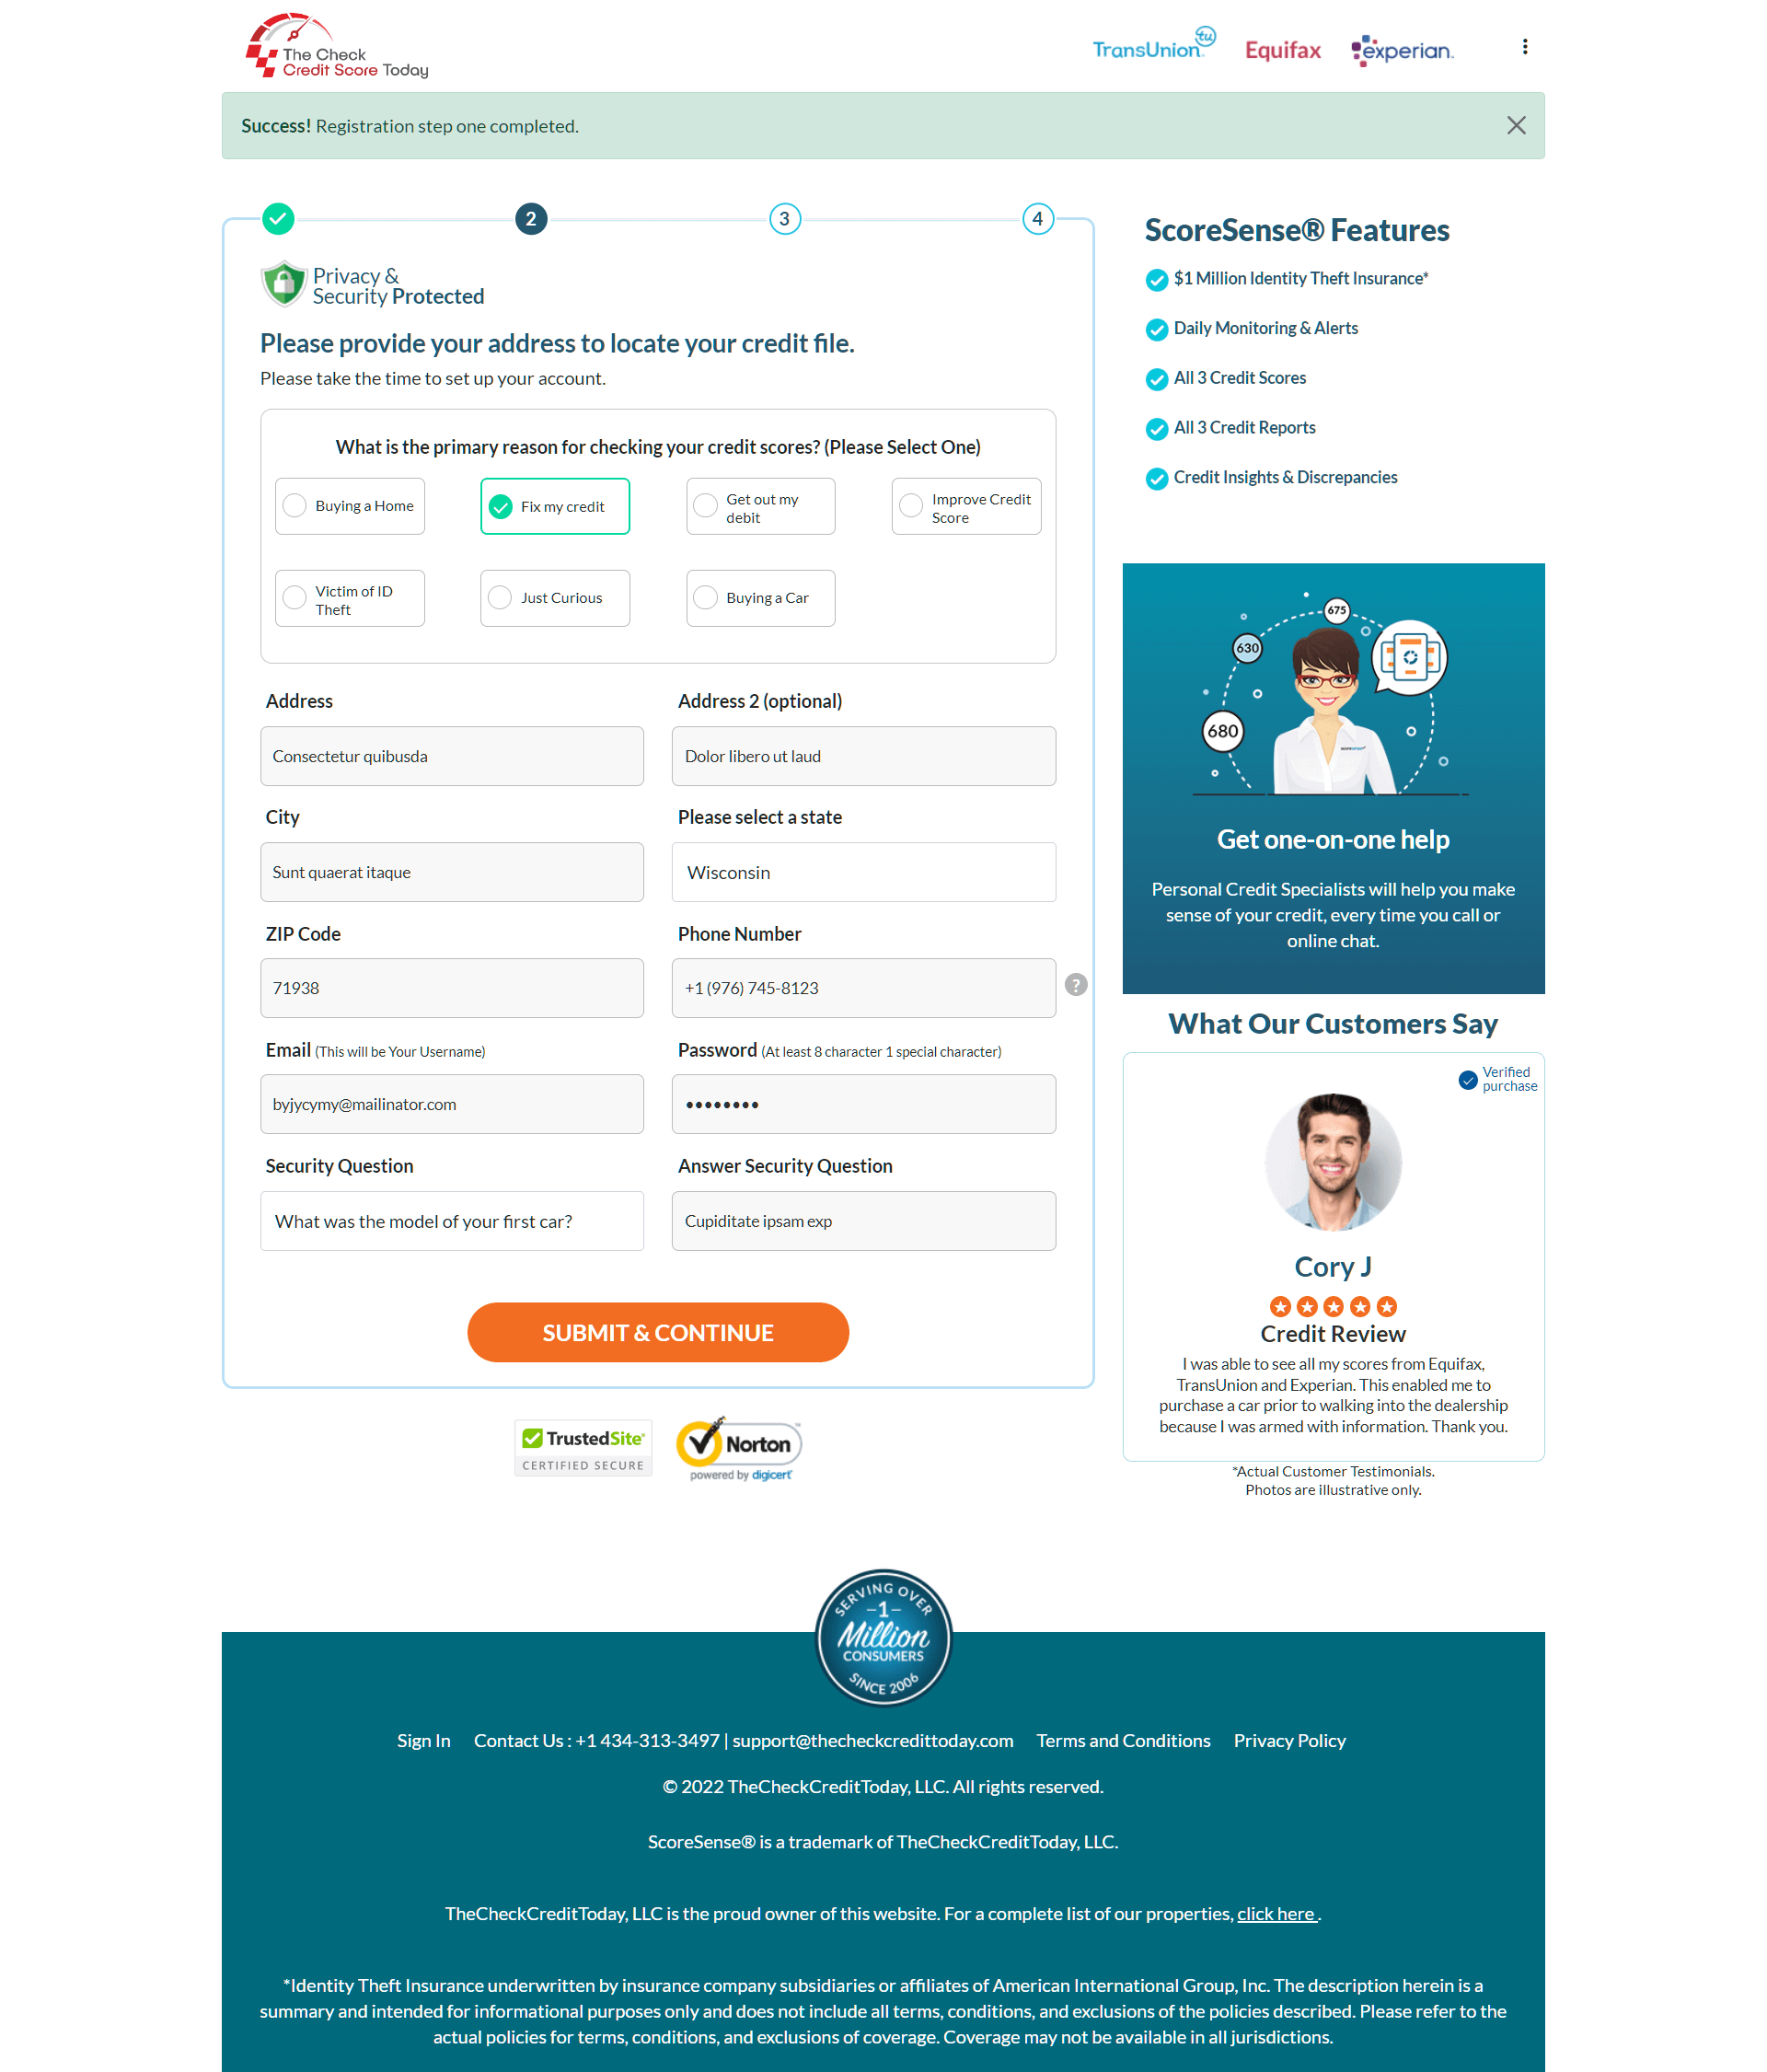 The Check
Credit Score Today
TransUnion tu
Equifax
experian.
Success! Registration step one completed.
2
3
4
Privacy &
Security Protected
Please provide your address to locate your credit file.
Please take the time to set up your account.
What is the primary reason for checking your credit scores? (Please Select One)
Buying a Home
Fix my credit
Get out my
debit
Improve Credit
Score
Victim of ID
Theft
Just Curious
Buying a Car
Address
Address 2 (optional)
Consectetur quibusda
Dolor libero ut laud
City
Please select a state
Sunt quaerat itaque
Wisconsin
ZIP Code
Phone Number
71938
+1 (976) 745-8123
?
Email (This will be Your Username)
Password (At least 8 character 1 special character)
byjycymy@mailinator.com
••••••••
Security Question
Answer Security Question
What was the model of your first car?
Cupiditate ipsam exp
SUBMIT & CONTINUE
TrustedSite
CERTIFIED SECURE
Norton
powered by digicert
ScoreSense® Features
$1 Million Identity Theft Insurance*
Daily Monitoring & Alerts
All 3 Credit Scores
All 3 Credit Reports
Credit Insights & Discrepancies
675
630
680
SCORESENSE
Get one-on-one help
Personal Credit Specialists will help you make
sense of your credit, every time you call or
online chat.
What Our Customers Say
Verified
purchase
Cory J
Credit Review
I was able to see all my scores from Equifax,
TransUnion and Experian. This enabled me to
purchase a car prior to walking into the dealership
because I was armed with information. Thank you.
*Actual Customer Testimonials.
Photos are illustrative only.
SERVING OVER
-1-
Million
CONSUMERS
SINCE 2006
Sign In Contact Us : +1 434-313-3497 | support@thecheckcredittoday.com Terms and Conditions Privacy Policy
© 2022 TheCheckCreditToday, LLC. All rights reserved.
ScoreSense® is a trademark of TheCheckCreditToday, LLC.
TheCheckCreditToday, LLC is the proud owner of this website. For a complete list of our properties, click here .
*Identity Theft Insurance underwritten by insurance company subsidiaries or affiliates of American International Group, Inc. The description herein is a
summary and intended for informational purposes only and does not include all terms, conditions, and exclusions of the policies described. Please refer to the
actual policies for terms, conditions, and exclusions of coverage. Coverage may not be available in all jurisdictions.